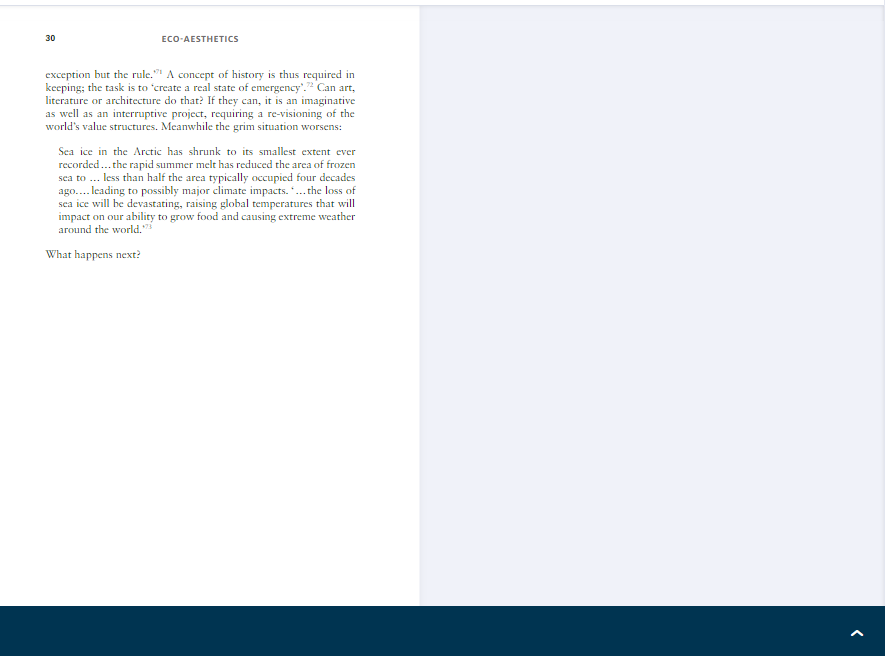 30
ECO-AESTHETICS
exception but the rule.'71 A concept of history is thus required in
keeping; the task is to 'create a real state of emergency'.72 Can art,
literature or architecture do that? If they can, it is an imaginative
as well as an interruptive project, requiring a re-visioning of the
world's value structures. Meanwhile the grim situation worsens:
Sea ice in the Arctic has shrunk to its smallest extent ever
recorded … the rapid summer melt has reduced the area of frozen
sea to … less than half the area typically occupied four decades
ago.… leading to possibly major climate impacts. '…the loss of
sea ice will be devastating, raising global temperatures that will
impact on our ability to grow food and causing extreme weather
around the world.'73
What happens next?